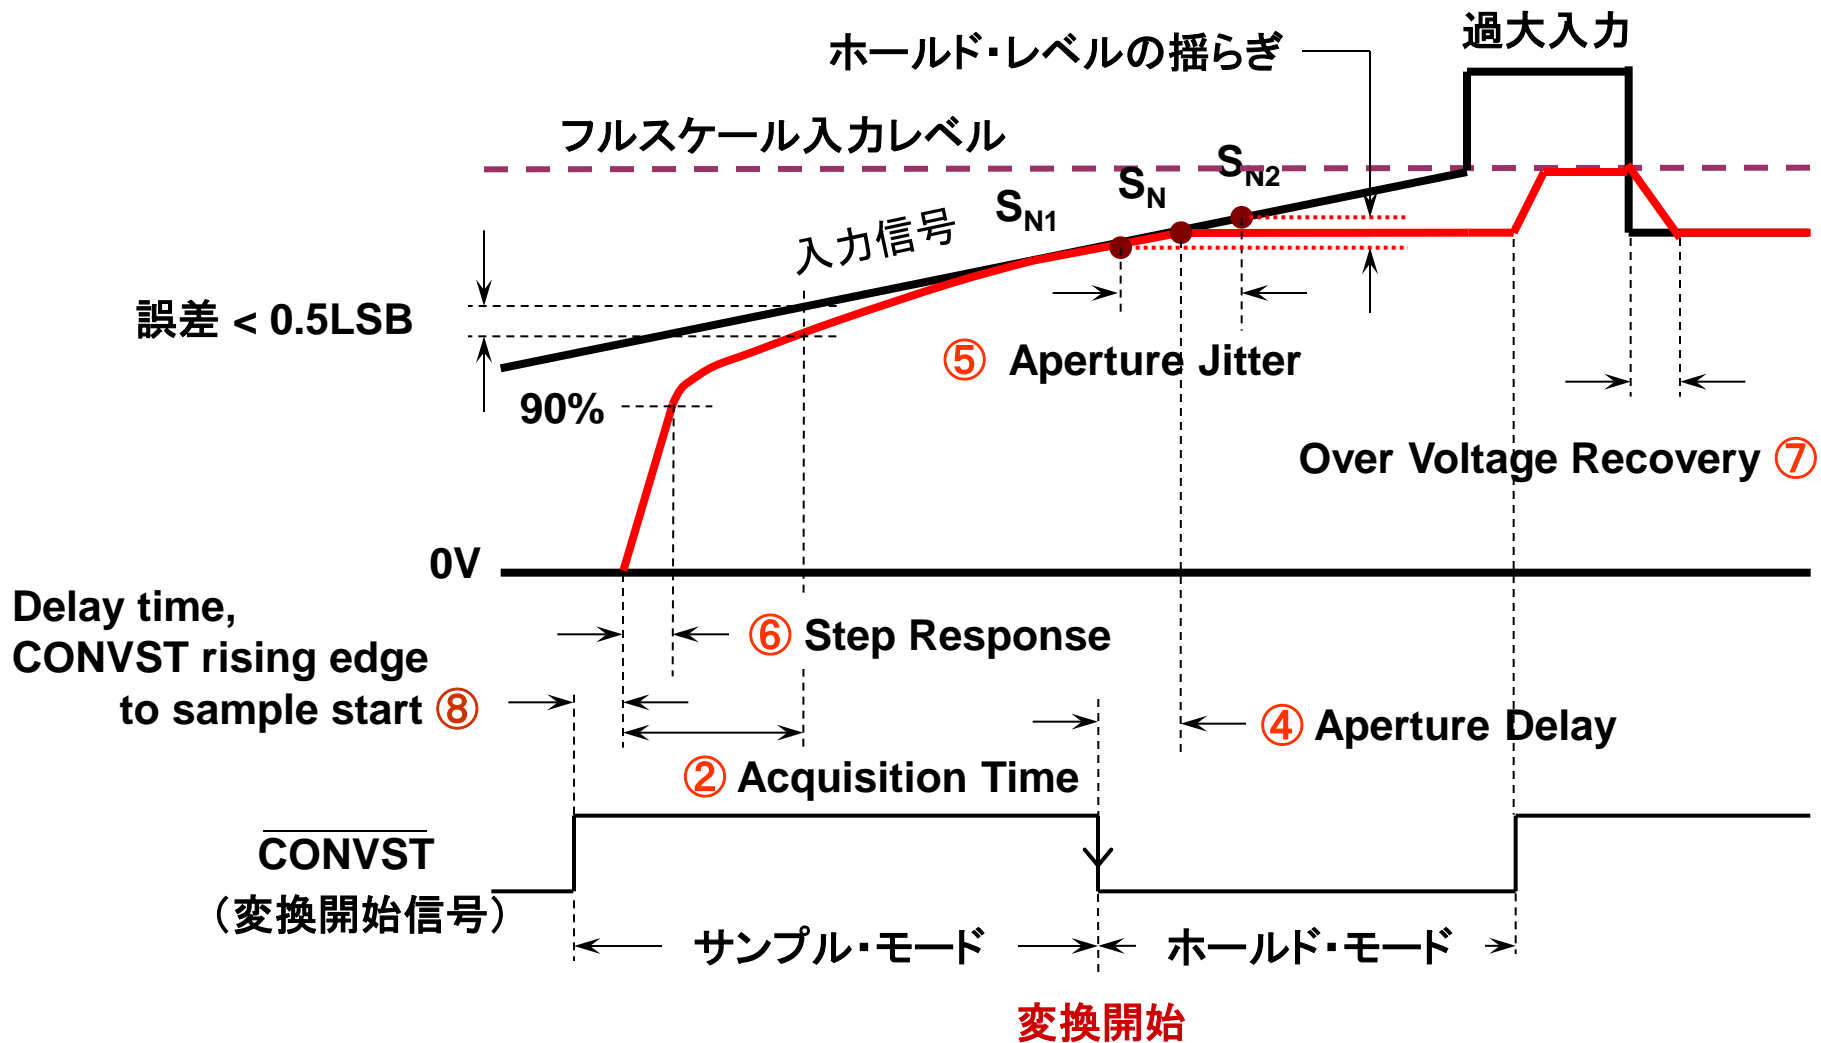 過大入力
ホールド・レベルの揺らぎ
フルスケール入力レベル
SN1
SN
SN2
入力信号
誤差 < 0.5LSB
⑤ Aperture Jitter
90%
Over Voltage Recovery ⑦
0V
Delay time,
CONVST rising edge
to sample start ⑧
⑥ Step Response
④ Aperture Delay
② Acquisition Time
CONVST
（変換開始信号）
サンプル・モード
ホールド・モード
変換開始